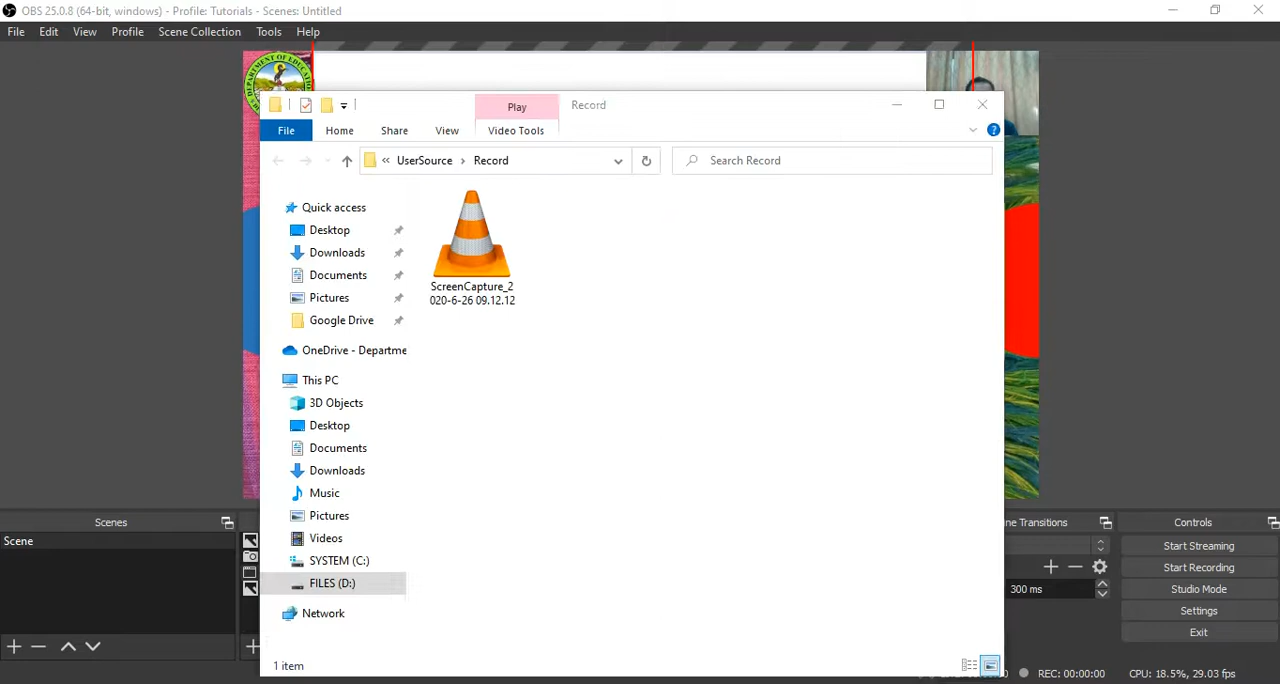 OBS 25.0.8 (64-bit, windows) - Profile: Tutorials - Scenes: Untitled
File Edit View Profile Scene Collection Tools Help
Play Record
File Home Share View Video Tools
« UserSource > Record
Search Record
Quick access
Desktop
Downloads
Documents
Pictures
Google Drive
OneDrive - Departme
This PC
3D Objects
Desktop
Documents
Downloads
Music
Pictures
Videos
SYSTEM (C:)
FILES (D:)
Network
ScreenCapture_2
020-6-26 09.12.12
1 item
Scenes
Scene
ne Transitions
300 ms
Controls
Start Streaming
Start Recording
Studio Mode
Settings
Exit
REC: 00:00:00
CPU: 18.5%, 29.03 fps